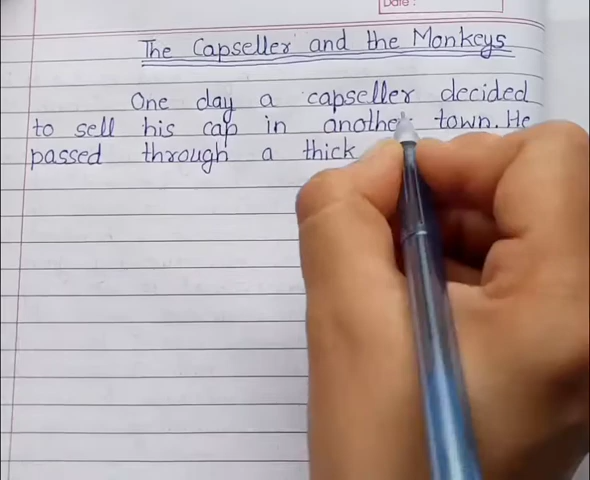 Date :
The Capseller and the Monkeys
One day a capseller decided
to sell his cap in another town. He
passed through a thick